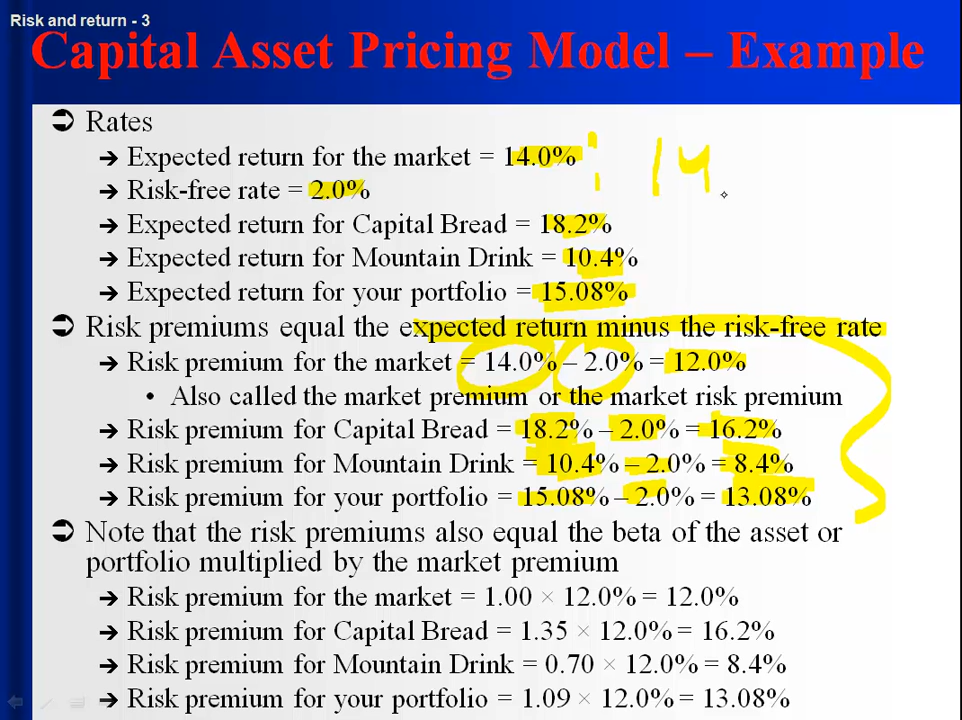 Risk and return - 3
Capital Asset Pricing Model – Example
➲ Rates
→ Expected return for the market = 14.0%
14
→ Risk-free rate = 2.0%
→ Expected return for Capital Bread = 18.2%
→ Expected return for Mountain Drink = 10.4%
→ Expected return for your portfolio = 15.08%
➲ Risk premiums equal the expected return minus the risk-free rate
→ Risk premium for the market = 14.0% – 2.0% = 12.0%
• Also called the market premium or the market risk premium
→ Risk premium for Capital Bread = 18.2% – 2.0% = 16.2%
→ Risk premium for Mountain Drink = 10.4% – 2.0% = 8.4%
→ Risk premium for your portfolio = 15.08% – 2.0% = 13.08%
➲ Note that the risk premiums also equal the beta of the asset or
portfolio multiplied by the market premium
→ Risk premium for the market = 1.00 × 12.0% = 12.0%
→ Risk premium for Capital Bread = 1.35 × 12.0% = 16.2%
→ Risk premium for Mountain Drink = 0.70 × 12.0% = 8.4%
→ Risk premium for your portfolio = 1.09 × 12.0% = 13.08%